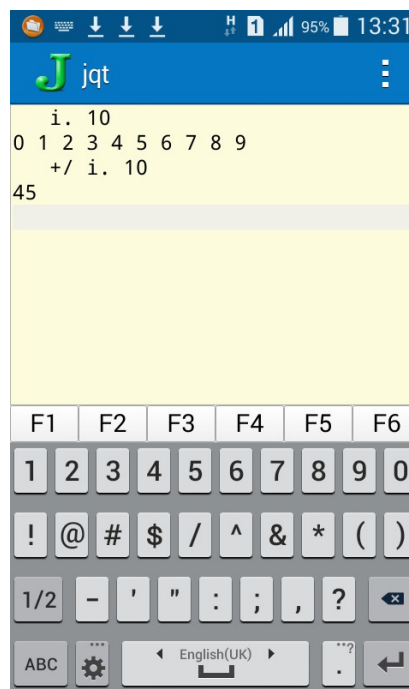 H 1 95% 13:31
J jqt
i. 10
0 1 2 3 4 5 6 7 8 9
+/ i. 10
45
F1 F2 F3 F4 F5 F6
1 2 3 4 5 6 7 8 9 0
! @ # $ / ^ & * ( )
1/2 - ' " : ; , ?
ABC English(UK) .